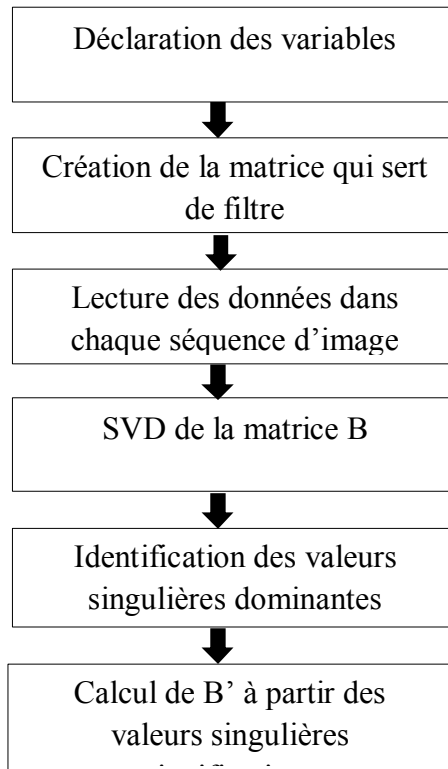 Déclaration des variables
Création de la matrice qui sert
de filtre
Lecture des données dans
chaque séquence d’image
SVD de la matrice B
Identification des valeurs
singulières dominantes
Calcul de B’ à partir des
valeurs singulières